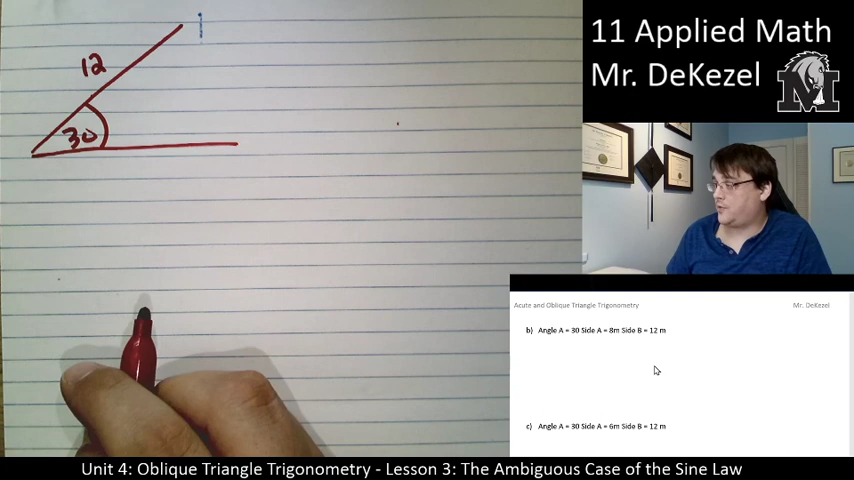 12
30
11 Applied Math
Mr. DeKezel
M
Acute and Oblique Triangle Trigonometry Mr. DeKezel
b) Angle A = 30 Side A = 8m Side B = 12 m
c) Angle A = 30 Side A = 6m Side B = 12 m
Unit 4: Oblique Triangle Trigonometry - Lesson 3: The Ambiguous Case of the Sine Law